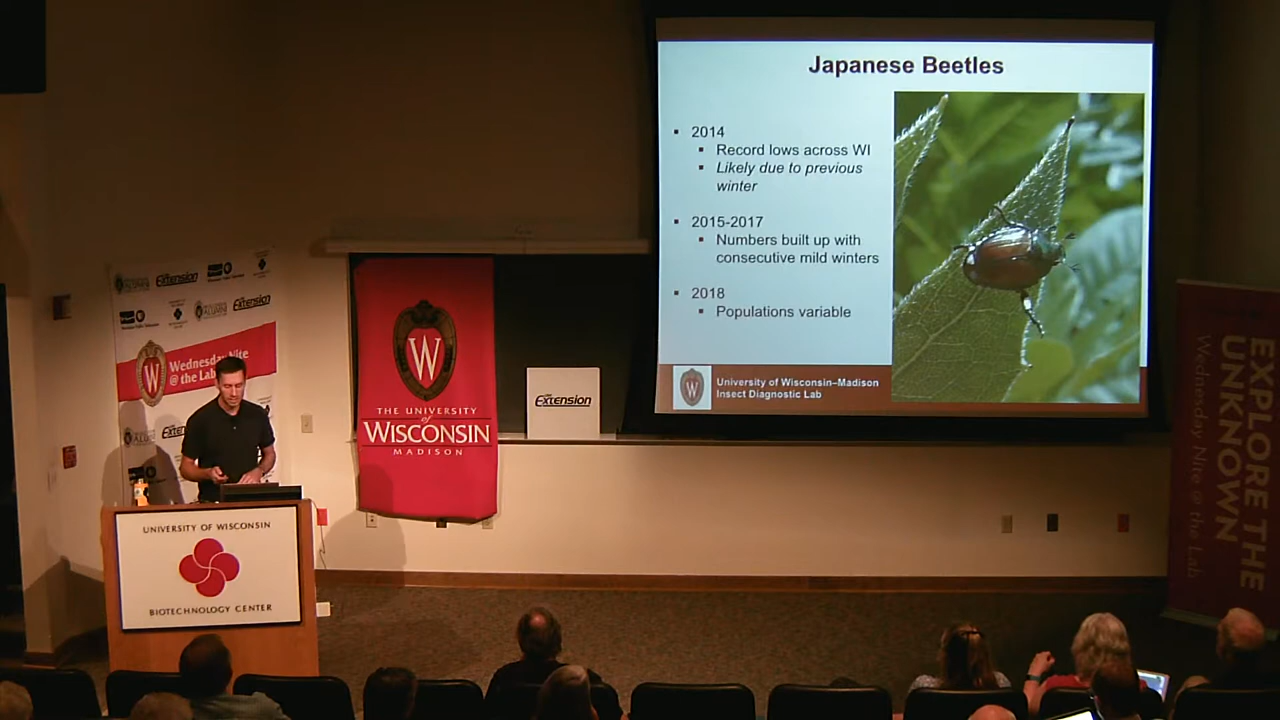 Japanese Beetles
▪ 2014
▪ Record lows across WI
▪ Likely due to previous
winter
▪ 2015-2017
▪ Numbers built up with
consecutive mild winters
▪ 2018
▪ Populations variable
University of Wisconsin–Madison
Insect Diagnostic Lab
Extension
Extension
Wednesday Nite
@ the Lab
W
THE UNIVERSITY
of
WISCONSIN
MADISON
Extension
UNIVERSITY OF WISCONSIN
BIOTECHNOLOGY CENTER
EXPLORE THE
UNKNOWN
Wednesday Nite @ the Lab